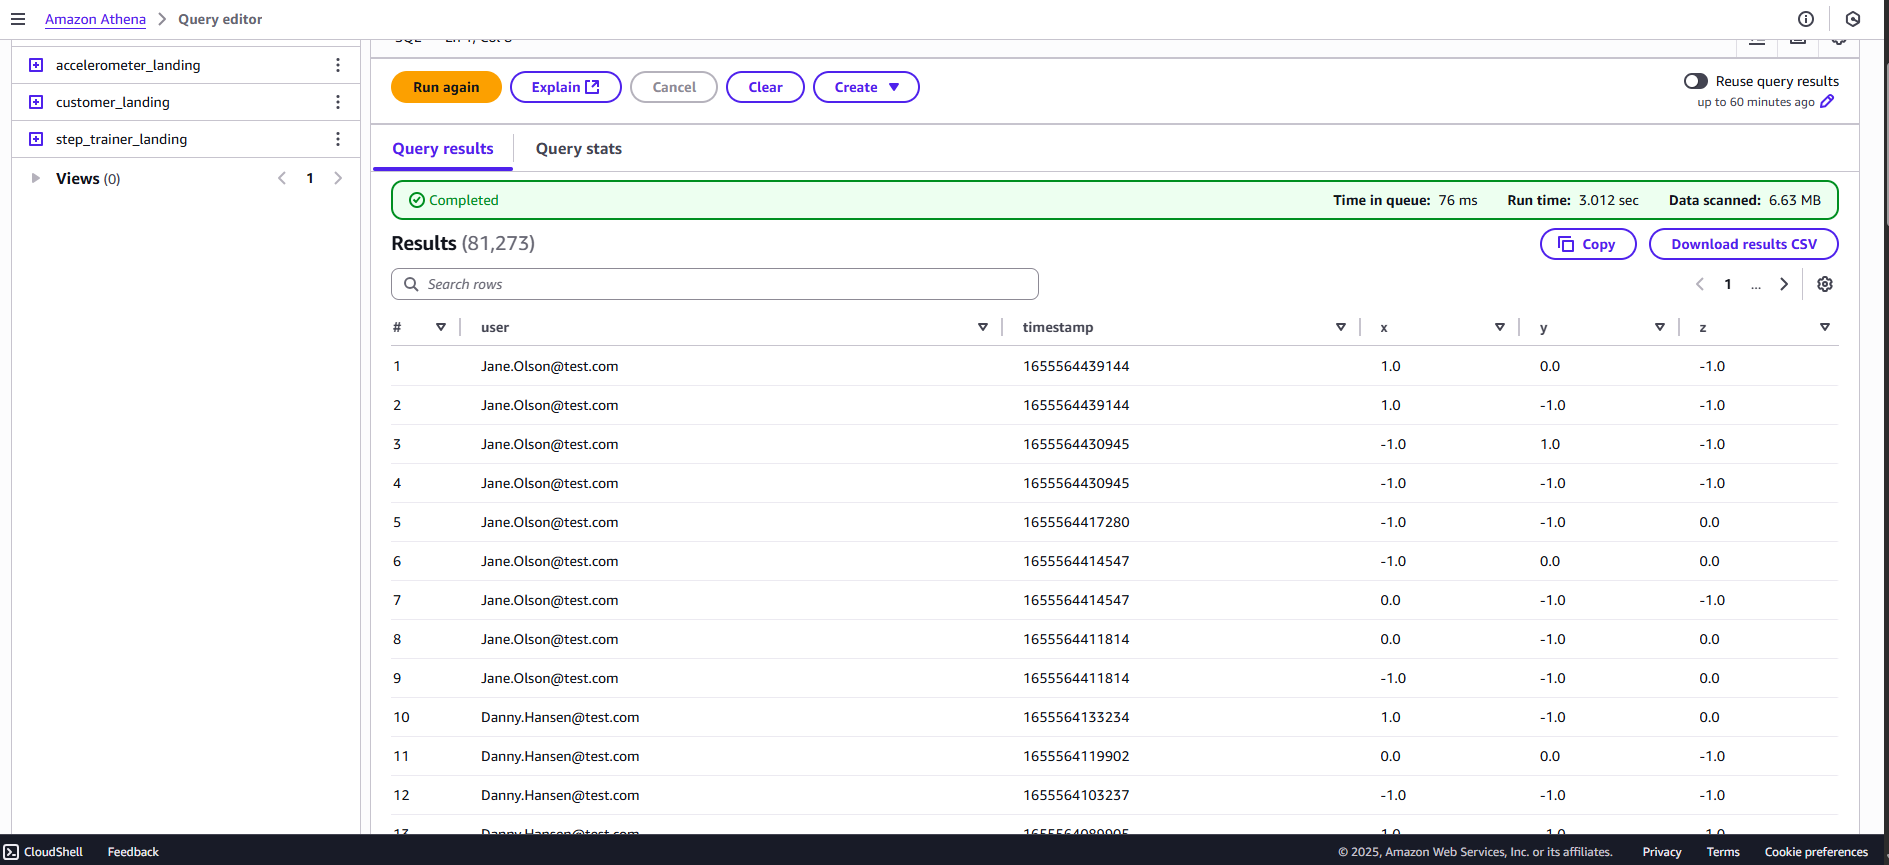 Amazon Athena > Query editor
accelerometer_landing
customer_landing
step_trainer_landing
Views (0) 1
Run again Explain Cancel Clear Create
Reuse query results
up to 60 minutes ago
Query results Query stats
Completed Time in queue: 76 ms Run time: 3.012 sec Data scanned: 6.63 MB
Results (81,273) Copy Download results CSV
Search rows 1 ...
# user timestamp x y z
1 Jane.Olson@test.com 1655564439144 1.0 0.0 -1.0
2 Jane.Olson@test.com 1655564439144 1.0 -1.0 -1.0
3 Jane.Olson@test.com 1655564430945 -1.0 1.0 -1.0
4 Jane.Olson@test.com 1655564430945 -1.0 -1.0 -1.0
5 Jane.Olson@test.com 1655564417280 -1.0 -1.0 0.0
6 Jane.Olson@test.com 1655564414547 -1.0 0.0 0.0
7 Jane.Olson@test.com 1655564414547 0.0 -1.0 -1.0
8 Jane.Olson@test.com 1655564411814 0.0 -1.0 0.0
9 Jane.Olson@test.com 1655564411814 -1.0 -1.0 0.0
10 Danny.Hansen@test.com 1655564133234 1.0 -1.0 0.0
11 Danny.Hansen@test.com 1655564119902 0.0 0.0 -1.0
12 Danny.Hansen@test.com 1655564103237 -1.0 -1.0 -1.0
13 Danny.Hansen@test.com
CloudShell Feedback © 2025, Amazon Web Services, Inc. or its affiliates. Privacy Terms Cookie preferences